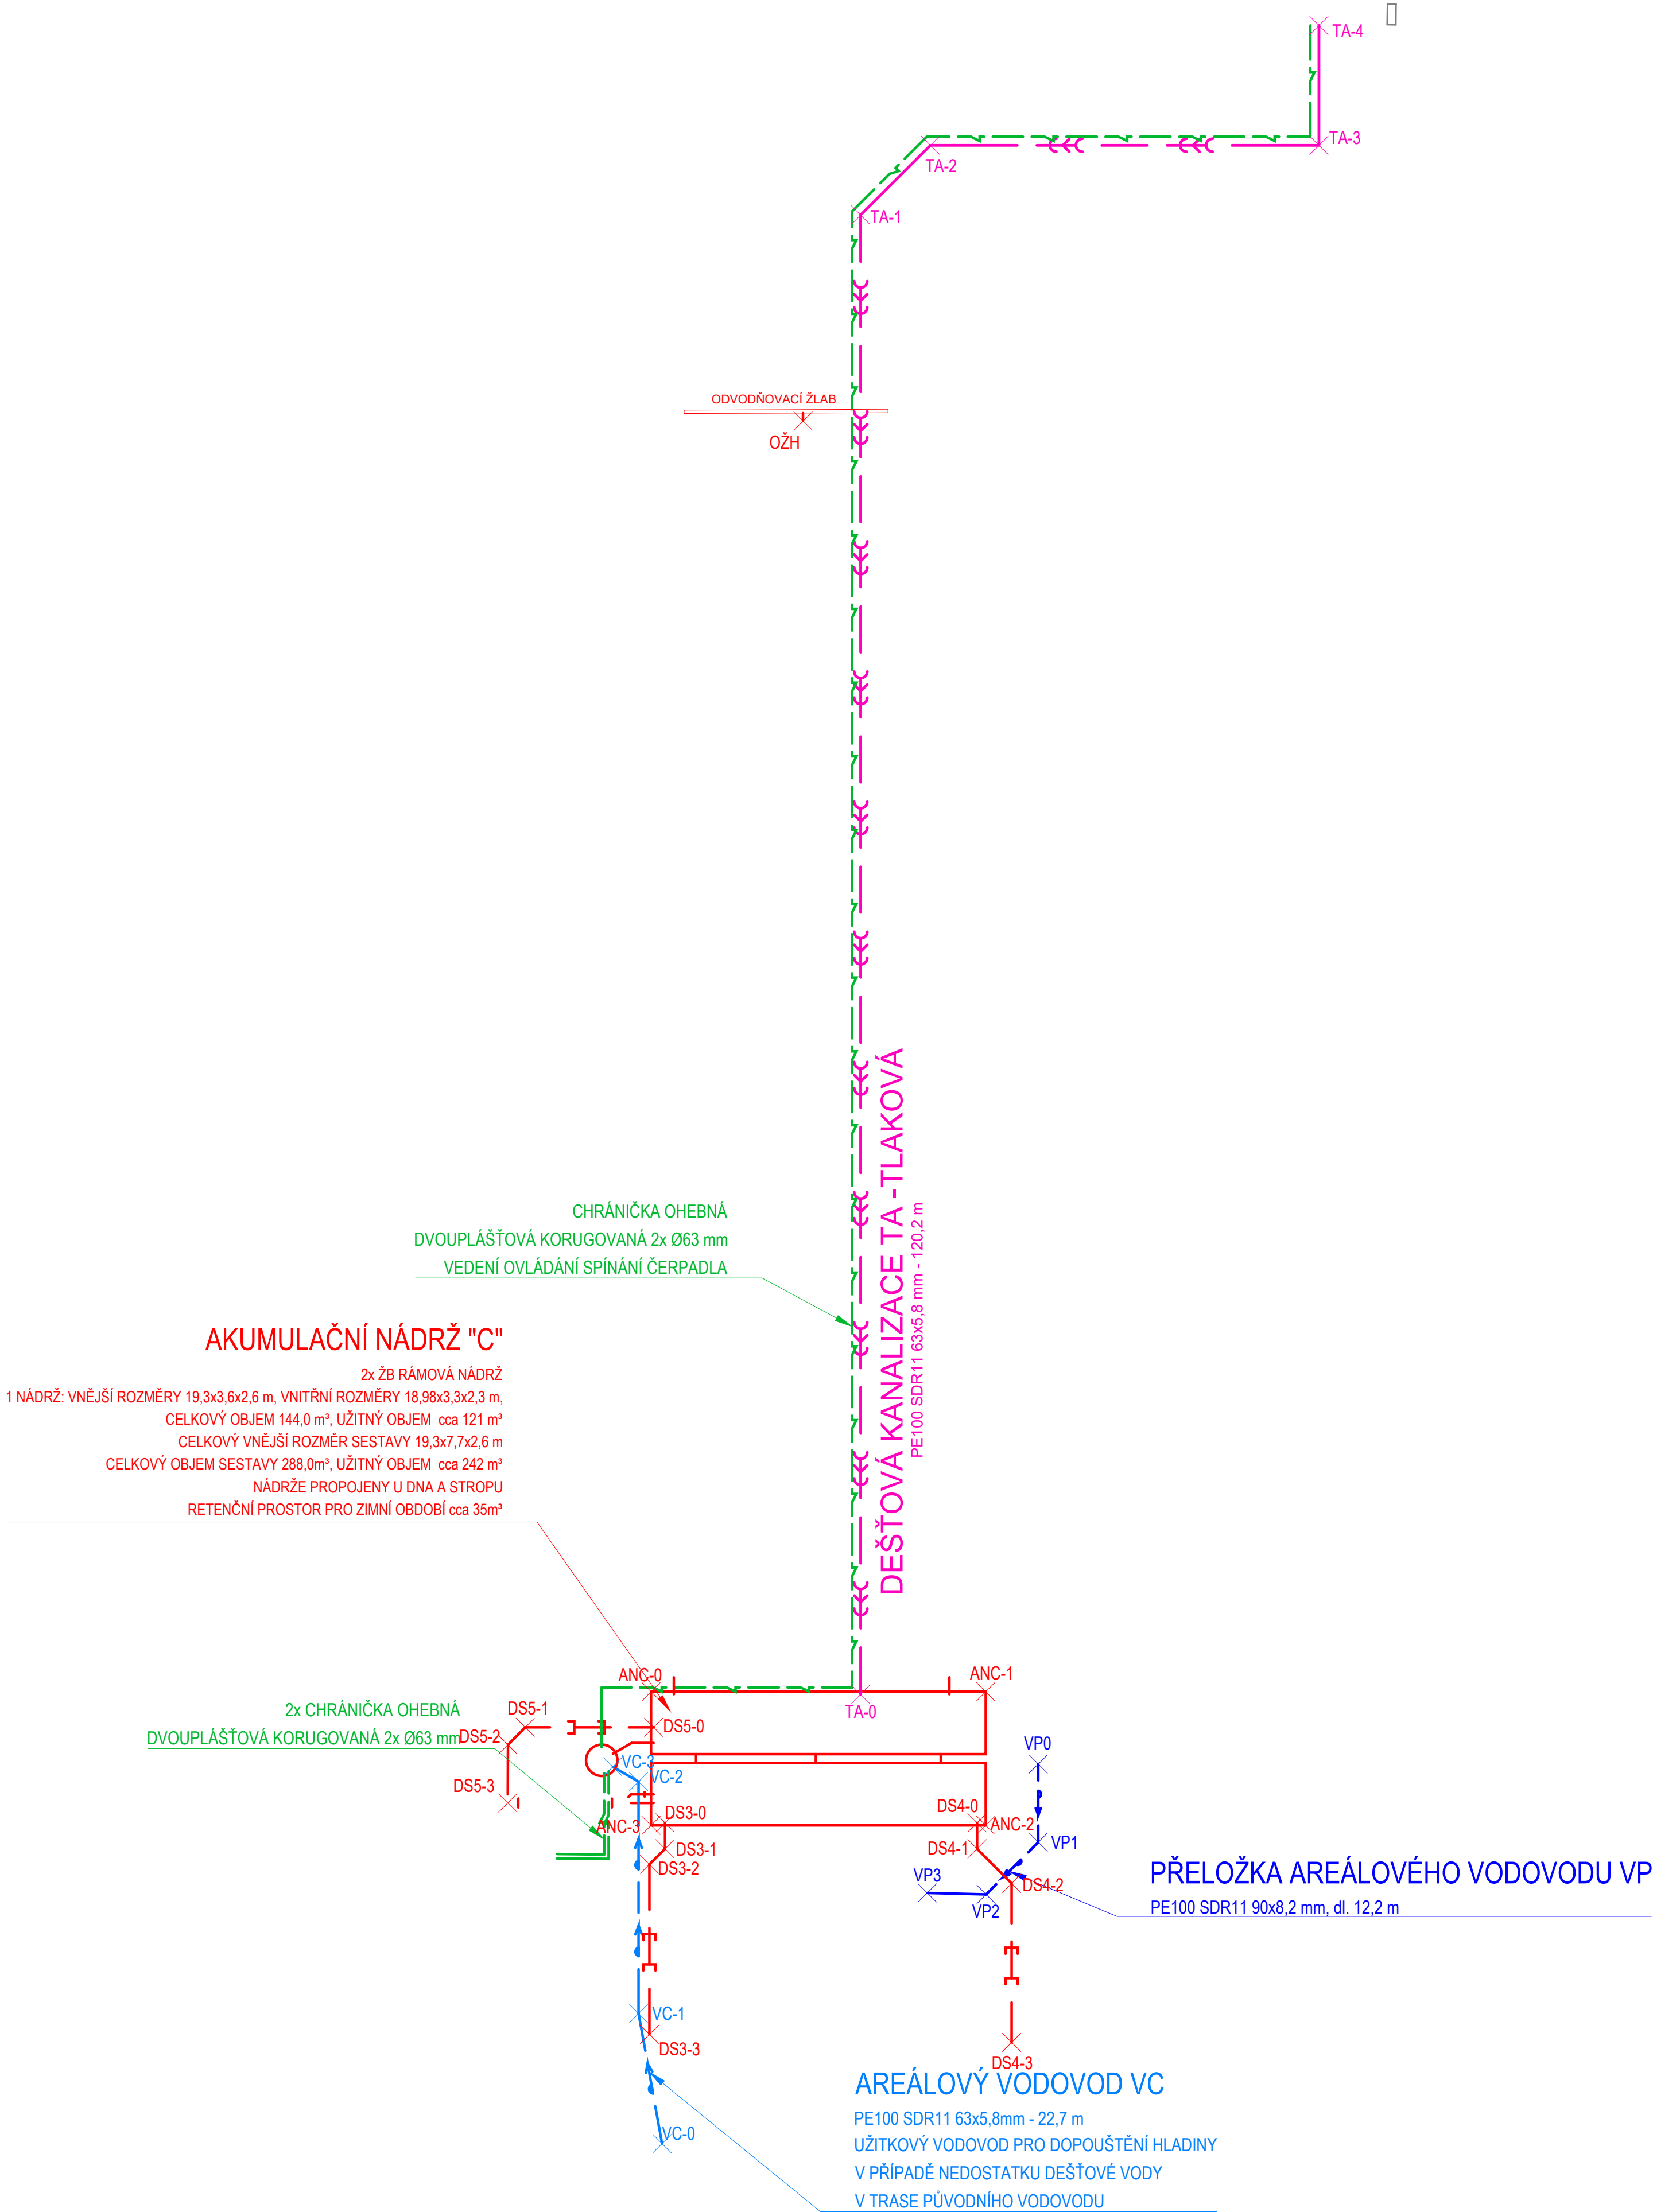 TA-4
TA-3
TA-2
TA-1
ODVODŇOVACÍ ŽLAB
OŽH
DEŠŤOVÁ KANALIZACE TA -TLAKOVÁ
PE100 SDR11 63x5,8 mm - 120,2 m
CHRÁNIČKA OHEBNÁ
DVOUPLÁŠŤOVÁ KORUGOVANÁ 2x Ø63 mm
VEDENÍ OVLÁDÁNÍ SPÍNÁNÍ ČERPADLA
AKUMULAČNÍ NÁDRŽ "C"
2x ŽB RÁMOVÁ NÁDRŽ
1 NÁDRŽ: VNĚJŠÍ ROZMĚRY 19,3x3,6x2,6 m, VNITŘNÍ ROZMĚRY 18,98x3,3x2,3 m,
CELKOVÝ OBJEM 144,0 m³, UŽITNÝ OBJEM cca 121 m³
CELKOVÝ VNĚJŠÍ ROZMĚR SESTAVY 19,3x7,7x2,6 m
CELKOVÝ OBJEM SESTAVY 288,0m³, UŽITNÝ OBJEM cca 242 m³
NÁDRŽE PROPOJENY U DNA A STROPU
RETENČNÍ PROSTOR PRO ZIMNÍ OBDOBÍ cca 35m³
ANC-0
ANC-1
TA-0
2x CHRÁNIČKA OHEBNÁ
DVOUPLÁŠŤOVÁ KORUGOVANÁ 2x Ø63 mm
DS5-1
DS5-0
DS5-2
DS5-3
VC-3
VC-2
VP0
DS3-0
DS4-0
ANC-3
ANC-2
DS3-1
DS4-1
VP1
DS3-2
VP3
DS4-2
VP2
PŘELOŽKA AREÁLOVÉHO VODOVODU VP
PE100 SDR11 90x8,2 mm, dl. 12,2 m
VC-1
DS3-3
DS4-3
AREÁLOVÝ VODOVOD VC
PE100 SDR11 63x5,8mm - 22,7 m
UŽITKOVÝ VODOVOD PRO DOPOUŠTĚNÍ HLADINY
V PŘÍPADĚ NEDOSTATKU DEŠŤOVÉ VODY
V TRASE PŮVODNÍHO VODOVODU
VC-0